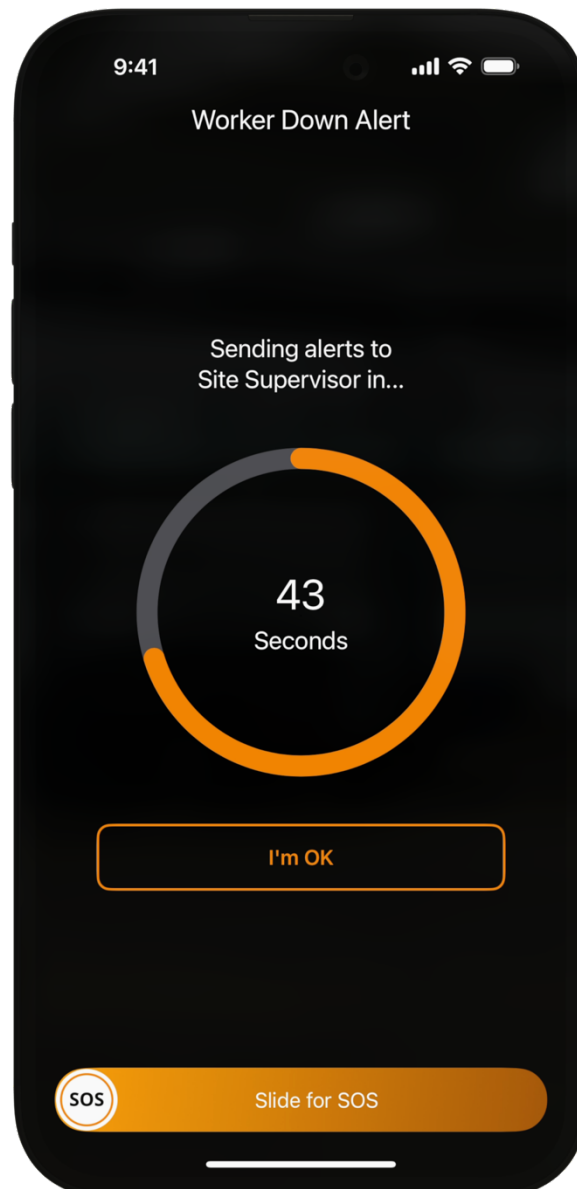 9:41
Worker Down Alert
Sending alerts to
Site Supervisor in...
43
Seconds
I'm OK
SOS
Slide for SOS